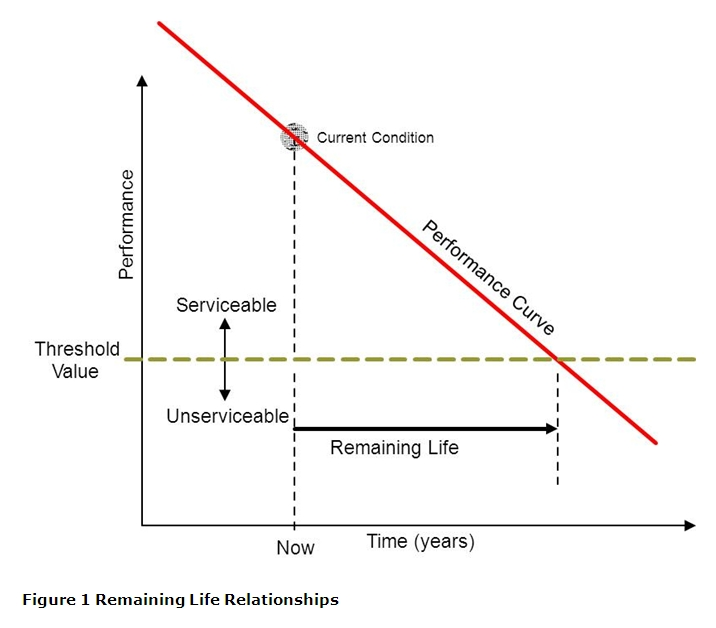 Current Condition
Performance
Performance Curve
Serviceable
Threshold
Value
Unserviceable
Remaining Life
Now
Time (years)
Figure 1 Remaining Life Relationships